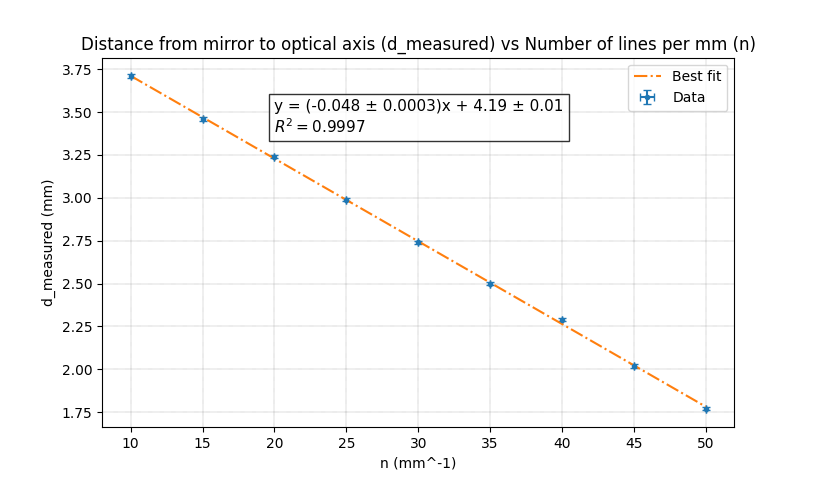 Distance from mirror to optical axis (d_measured) vs Number of lines per mm (n)
Best fit
Data
y = (-0.048 ± 0.0003)x + 4.19 ± 0.01
R² = 0.9997
d_measured (mm)
3.75
3.50
3.25
3.00
2.75
2.50
2.25
2.00
1.75
10 15 20 25 30 35 40 45 50
n (mm^-1)